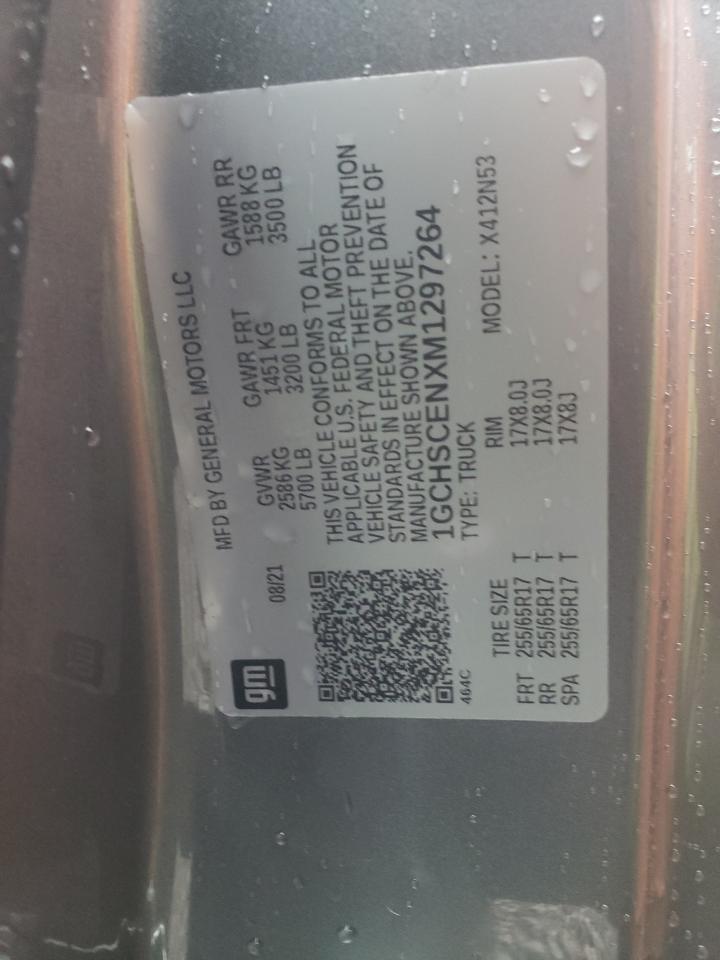 MFD BY GENERAL MOTORS LLC
gm
08/21
GVWR GAWR FRT GAWR RR
2586 KG 1451 KG 1588 KG
5700 LB 3200 LB 3500 LB
THIS VEHICLE CONFORMS TO ALL
APPLICABLE U.S. FEDERAL MOTOR
VEHICLE SAFETY AND THEFT PREVENTION
STANDARDS IN EFFECT ON THE DATE OF
MANUFACTURE SHOWN ABOVE.
1GCHSCENXM1297264
464C
TYPE: TRUCK MODEL: X412N53
TIRE SIZE RIM
FRT 255/65R17 T 17X8.0J
RR 255/65R17 T 17X8.0J
SPA 255/65R17 T 17X8J